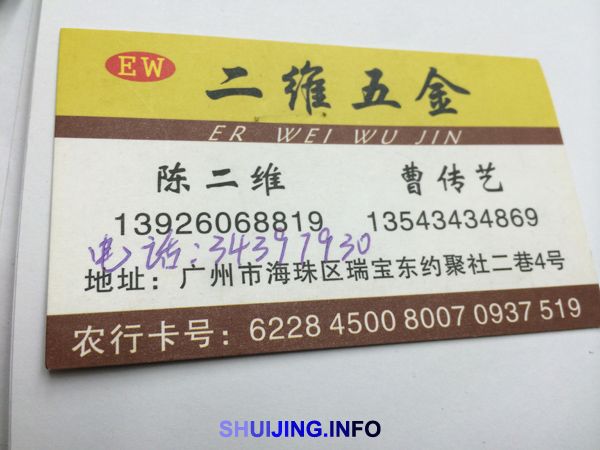 EW 二维五金
ER WEI WU JIN
陈二维 曹传艺
13926068819 13543434869
电话:34397930
地址：广州市海珠区瑞宝东约聚社二巷4号
农行卡号：6228 4500 8007 0937 519
SHUIJING.INFO